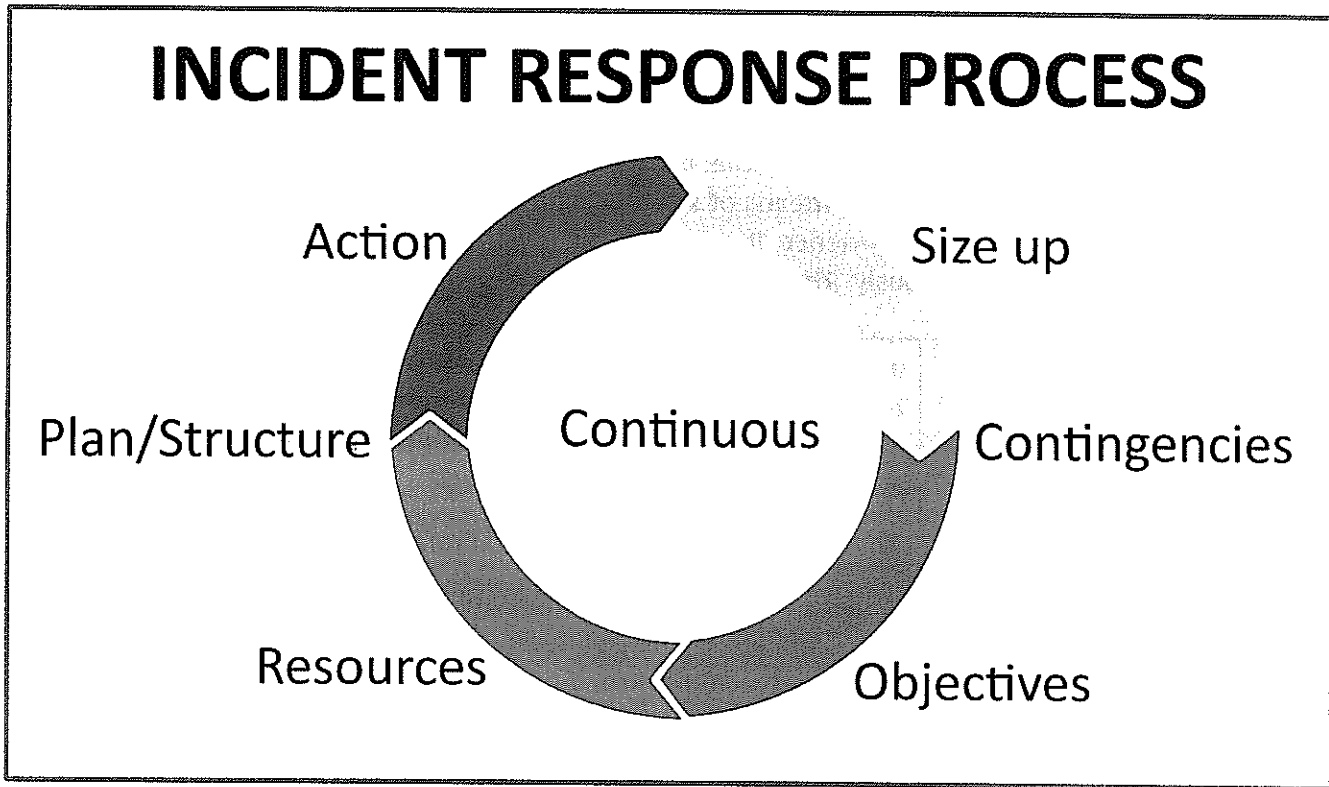 INCIDENT RESPONSE PROCESS
Action
Size up
Plan/Structure
Continuous
Contingencies
Resources
Objectives